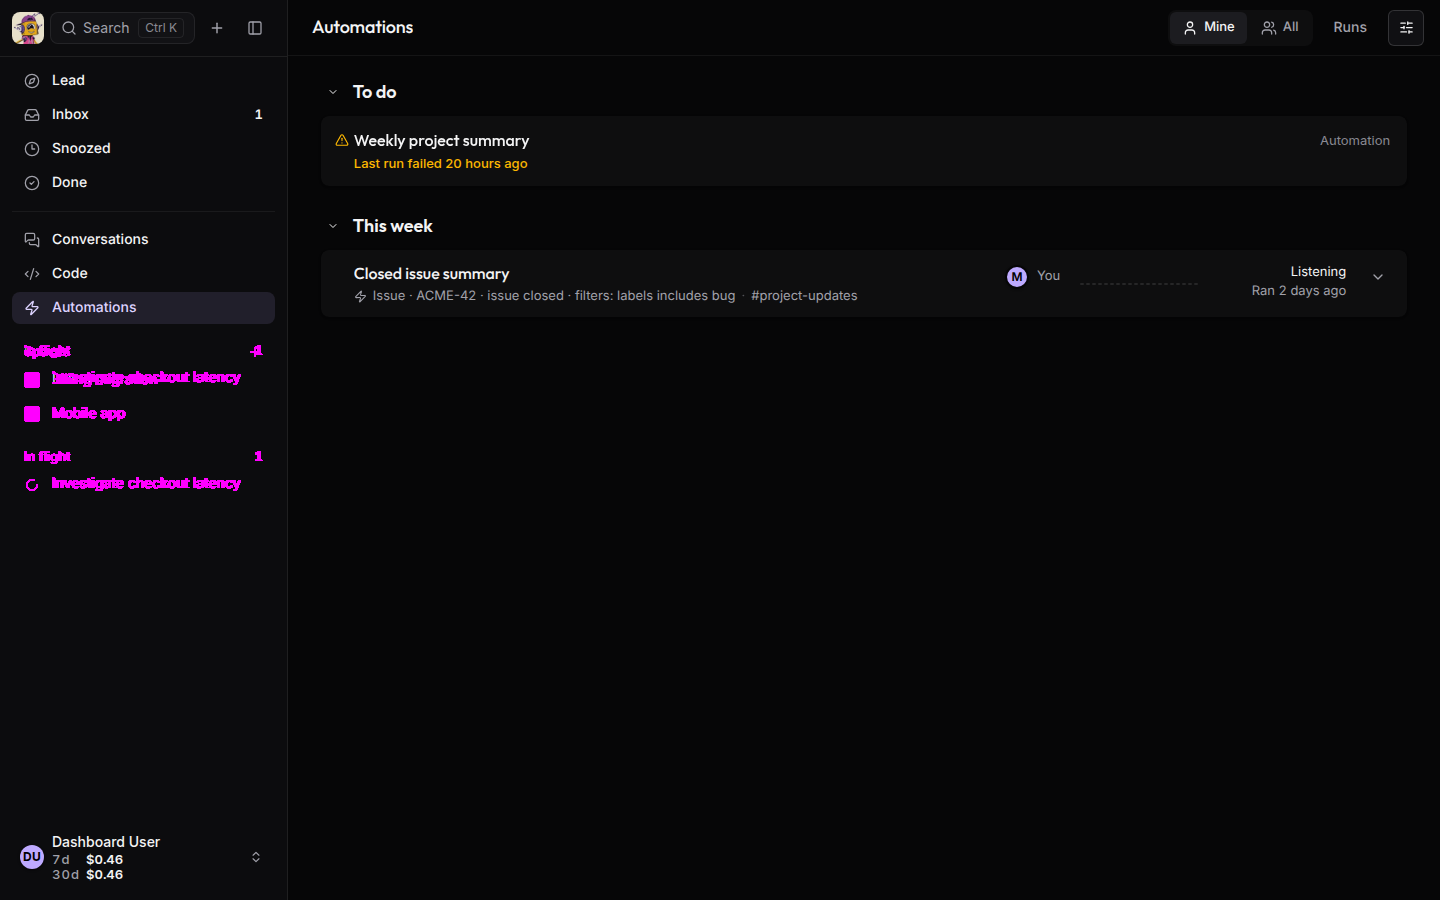 Search
Ctrl K
Lead
Inbox
1
Snoozed
Done
Conversations
Code
Automations
1
checkout latency
Mobile app
In flight
1
Investigate checkout latency
Dashboard User
DU
7d $0.46
30d $0.46
Automations
Mine
All
Runs
To do
Weekly project summary
Automation
Last run failed 20 hours ago
This week
Closed issue summary
M
You
Listening
Issue · ACME-42 · issue closed · filters: labels includes bug · #project-updates
Ran 2 days ago